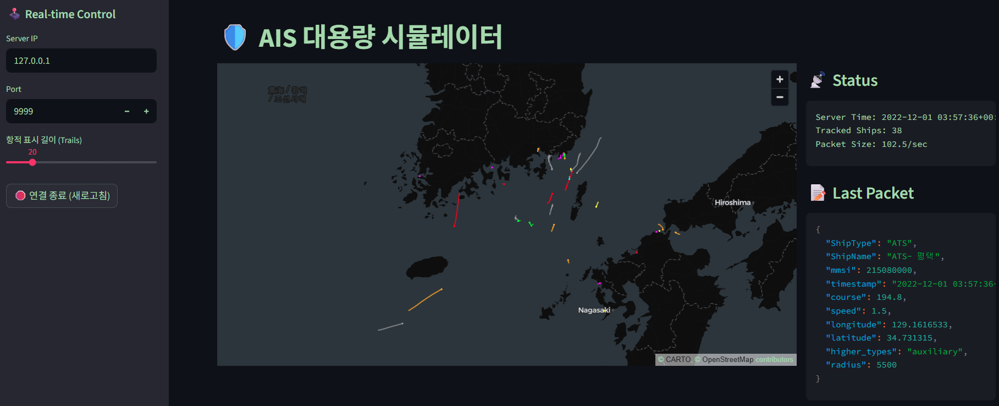 Real-time Control
Server IP
127.0.0.1
Port
9999
항적 표시 길이 (Trails)
20
연결 종료 (새로고침)
AIS 대용량 시뮬레이터
黄海 / 황해
/ 조선서해
Hiroshima
Nagasaki
© CARTO, © OpenStreetMap contributors
Status
Server Time: 2022-12-01 03:57:36+00:
Tracked Ships: 38
Packet Size: 102.5/sec
Last Packet
{
"ShipType": "ATS",
"ShipName": "ATS- 평택",
"mmsi": 215080000,
"timestamp": "2022-12-01 03:57:36+
"course": 194.8,
"speed": 1.5,
"longitude": 129.1616533,
"latitude": 34.731315,
"higher_types": "auxiliary",
"radius": 5500
}